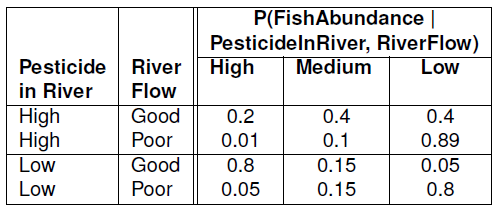 P(FishAbundance |
PesticideInRiver, RiverFlow)
Pesticide in River | River Flow | High | Medium | Low
High | Good | 0.2 | 0.4 | 0.4
High | Poor | 0.01 | 0.1 | 0.89
Low | Good | 0.8 | 0.15 | 0.05
Low | Poor | 0.05 | 0.15 | 0.8